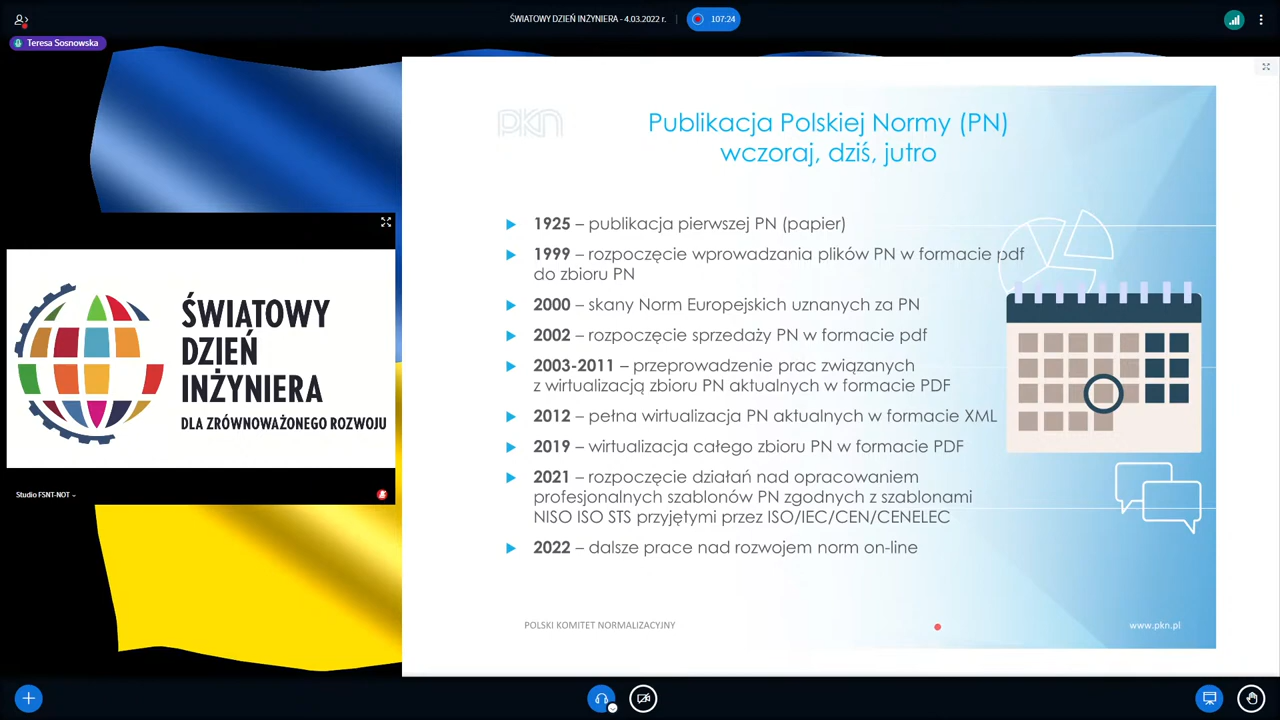 ŚWIATOWY DZIEŃ INŻYNIERA - 4.03.2022 r.
107:24
Teresa Sosnowska
pkn
Publikacja Polskiej Normy (PN)
wczoraj, dziś, jutro
1925 – publikacja pierwszej PN (papier)
1999 – rozpoczęcie wprowadzania plików PN w formacie pdf
do zbioru PN
2000 – skany Norm Europejskich uznanych za PN
2002 – rozpoczęcie sprzedaży PN w formacie pdf
2003-2011 – przeprowadzenie prac związanych
z wirtualizacją zbioru PN aktualnych w formacie PDF
2012 – pełna wirtualizacja PN aktualnych w formacie XML
2019 – wirtualizacja całego zbioru PN w formacie PDF
2021 – rozpoczęcie działań nad opracowaniem
profesjonalnych szablonów PN zgodnych z szablonami
NISO ISO STS przyjętymi przez ISO/IEC/CEN/CENELEC
2022 – dalsze prace nad rozwojem norm on-line
POLSKI KOMITET NORMALIZACYJNY
www.pkn.pl
ŚWIATOWY
DZIEŃ
INŻYNIERA
DLA ZRÓWNOWAŻONEGO ROZWOJU
Studio FSNT-NOT